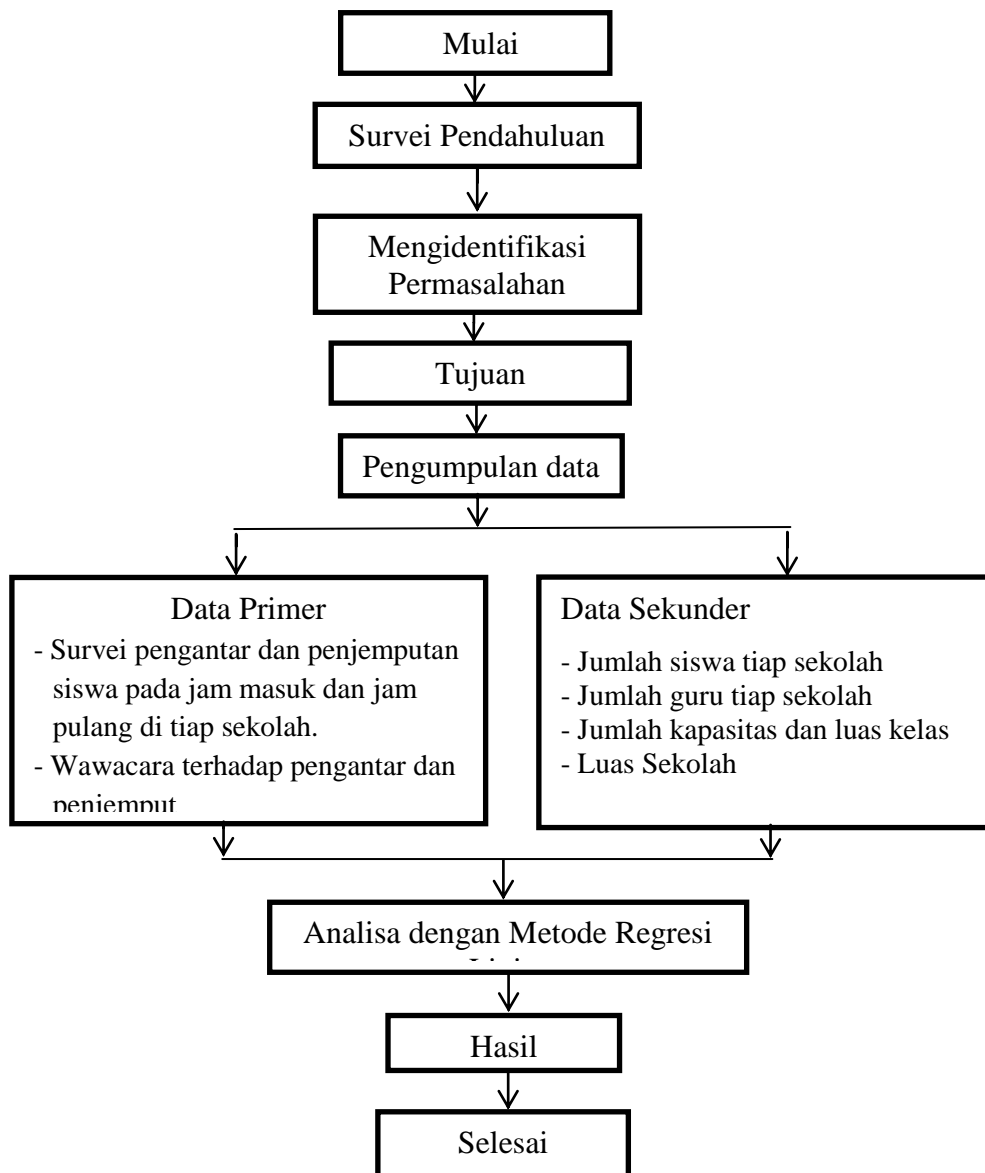 Mulai
Survei Pendahuluan
Mengidentifikasi
Permasalahan
Tujuan
Pengumpulan data
Data Primer
- Survei pengantar dan penjemputan
siswa pada jam masuk dan jam
pulang di tiap sekolah.
- Wawacara terhadap pengantar dan
penjemput
Data Sekunder
- Jumlah siswa tiap sekolah
- Jumlah guru tiap sekolah
- Jumlah kapasitas dan luas kelas
- Luas Sekolah
Analisa dengan Metode Regresi
Hasil
Selesai